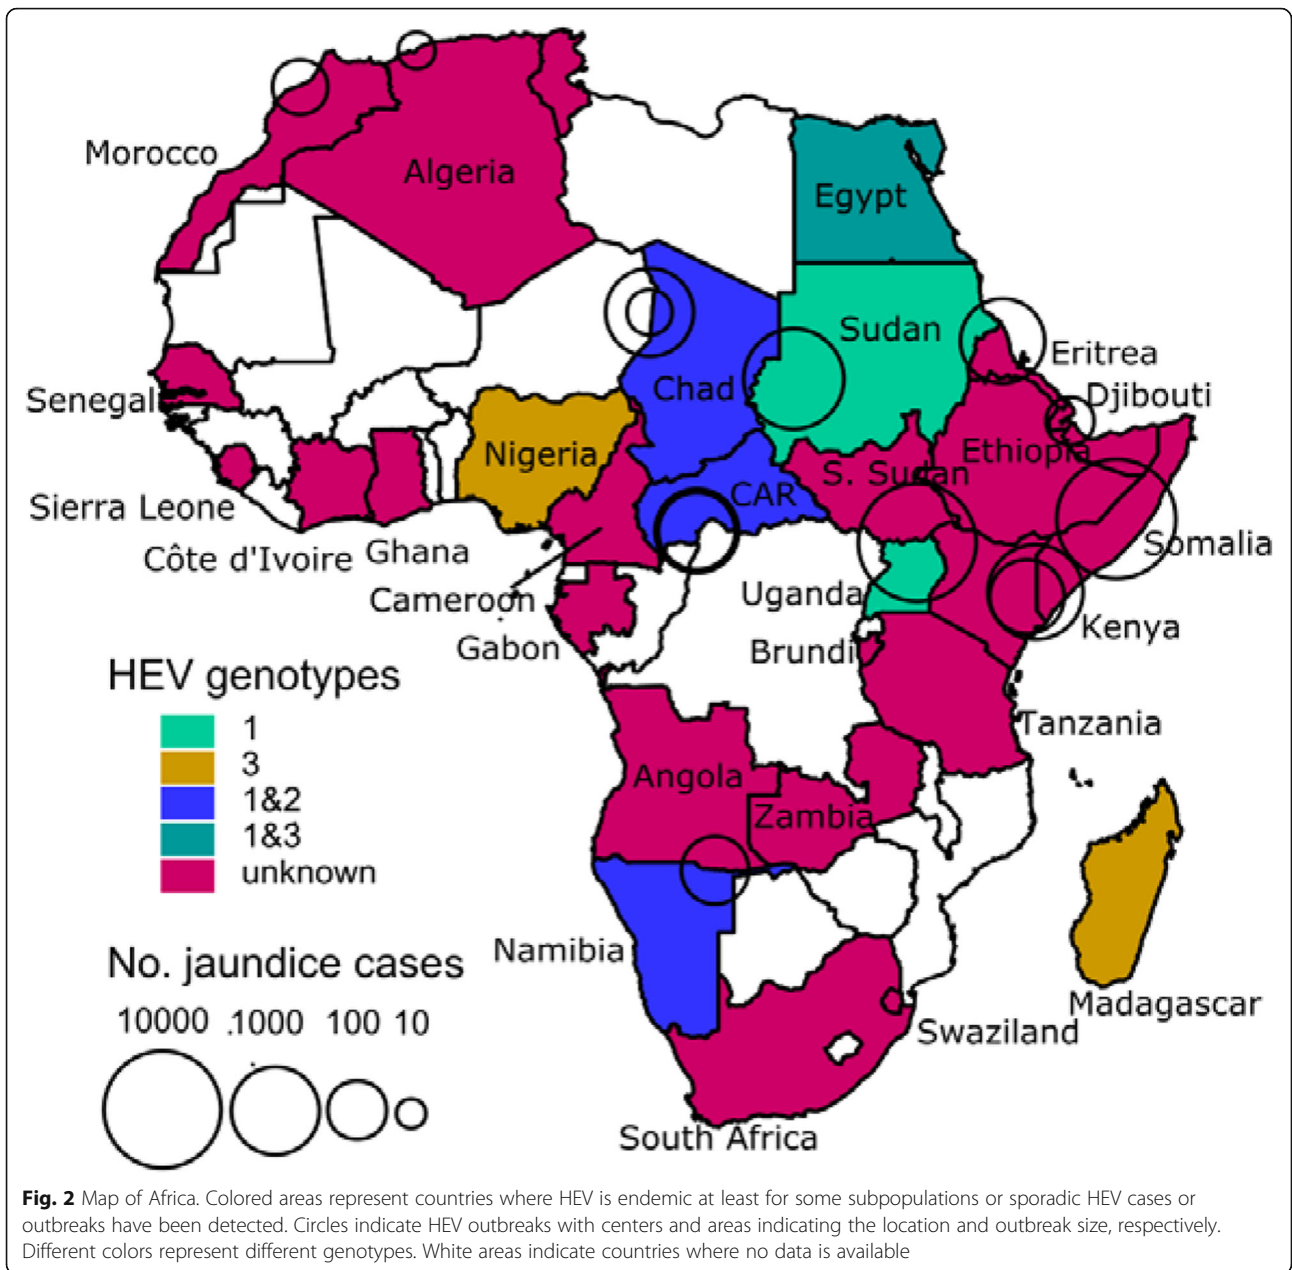 Morocco
Algeria
Egypt
Sudan
Eritrea
Djibouti
Chad
Senegal
Nigeria
Ethiopia
S. Sudan
CAR
Sierra Leone
Côte d'Ivoire
Ghana
Somalia
Cameroon
Uganda
Kenya
Gabon
Brundi
HEV genotypes
1
3
1&2
1&3
unknown
Tanzania
Angola
Zambia
Namibia
Madagascar
Swaziland
South Africa
No. jaundice cases
10000 1000 100 10
Fig. 2 Map of Africa. Colored areas represent countries where HEV is endemic at least for some subpopulations or sporadic HEV cases or
outbreaks have been detected. Circles indicate HEV outbreaks with centers and areas indicating the location and outbreak size, respectively.
Different colors represent different genotypes. White areas indicate countries where no data is available